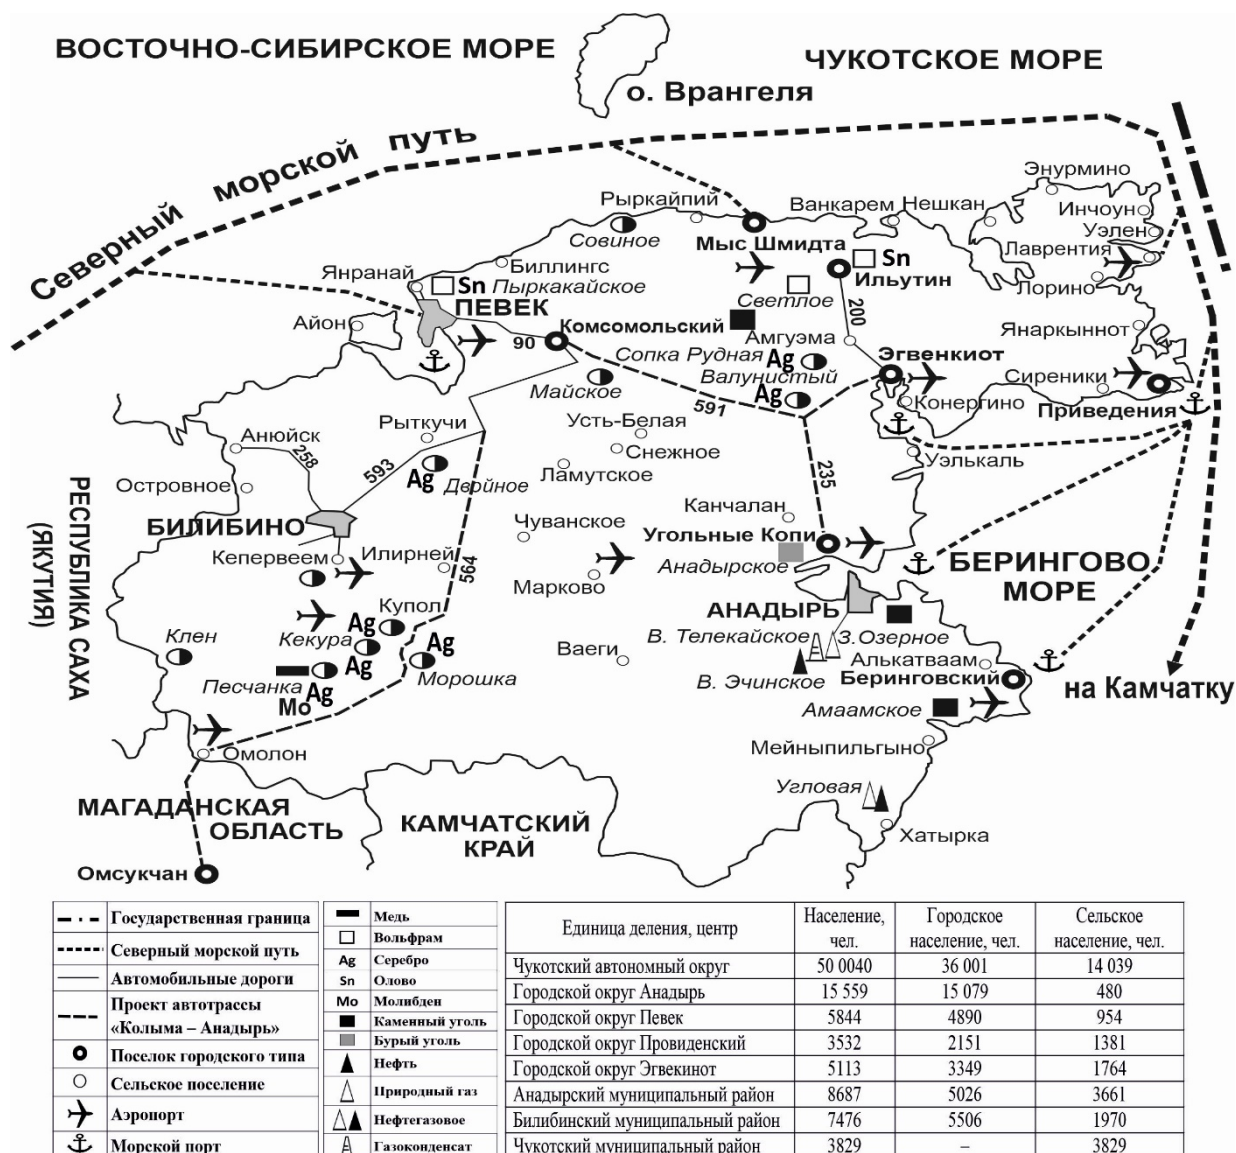 ВОСТОЧНО-СИБИРСКОЕ МОРЕ
ЧУКОТСКОЕ МОРЕ
о. Врангеля
Северный морской путь
Энурмино
Рыркайпий
Ванкарем
Нешкан
Инчоун
Совиное
Уэлен
Мыс Шмидта
Лаврентия
Sn
Янранай
Биллингс
Ильутин
Sn Пыркакайское
Светлое
Лорино
ПЕВЕК
200
Айон
Комсомольский
Янаркыннот
90
Амгуэма
Сопка Рудная
Ag
Эгвенкиот
Валунистый
Майское
Ag
Сиреники
591
Конергино
Приведения
Усть-Белая
Рыткучи
Анюйск
Снежное
258
Уэлькаль
593
Ag
Двойное
Ламутское
235
Островное
РЕСПУБЛИКА САХА
(ЯКУТИЯ)
Канчалан
БИЛИБИНО
Чуванское
Угольные Копи
Кепервеем
Илирней
564
Анадырское
БЕРИНГОВО
МОРЕ
Марково
Купол
АНАДЫРЬ
Ag
Клен
Кекура
Ag
В. Телекайское
З.Озерное
Ваеги
Ag
Алькатваам
Песчанка
Морошка
В. Эчинское
Беринговский
на Камчатку
Ag
Mo
Амаамское
Омолон
Мейныпильгыно
Угловая
МАГАДАНСКАЯ
ОБЛАСТЬ
КАМЧАТСКИЙ
КРАЙ
Хатырка
Омсукчан
Государственная граница
Северный морской путь
Автомобильные дороги
Проект автотрассы
«Колыма – Анадырь»
Поселок городского типа
Сельское поселение
Аэропорт
Морской порт
Медь
Вольфрам
Ag Серебро
Sn Олово
Mo Молибден
Каменный уголь
Бурый уголь
Нефть
Природный газ
Нефтегазовое
Газоконденсат
Единица деления, центр Население, чел. Городское население, чел. Сельское население, чел.
Чукотский автономный округ 50 0040 36 001 14 039
Городской округ Анадырь 15 559 15 079 480
Городской округ Певек 5844 4890 954
Городской округ Провиденский 3532 2151 1381
Городской округ Эгвекинот 5113 3349 1764
Анадырский муниципальный район 8687 5026 3661
Билибинский муниципальный район 7476 5506 1970
Чукотский муниципальный район 3829 – 3829